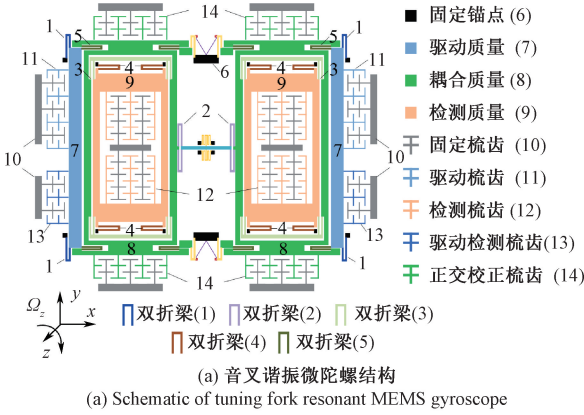 14
14
1
5
5
1
11
3
4
6
4
3
11
9
9
2
7
7
10
12
10
13
4
4
13
1
8
8
1
14
14
固定锚点 (6)
驱动质量 (7)
耦合质量 (8)
检测质量 (9)
固定梳齿 (10)
驱动梳齿 (11)
检测梳齿 (12)
驱动检测梳齿(13)
正交校正梳齿 (14)
Ωz y x z
双折梁(1) 双折梁(2) 双折梁(3)
双折梁(4) 双折梁(5)
(a) 音叉谐振微陀螺结构
(a) Schematic of tuning fork resonant MEMS gyroscope